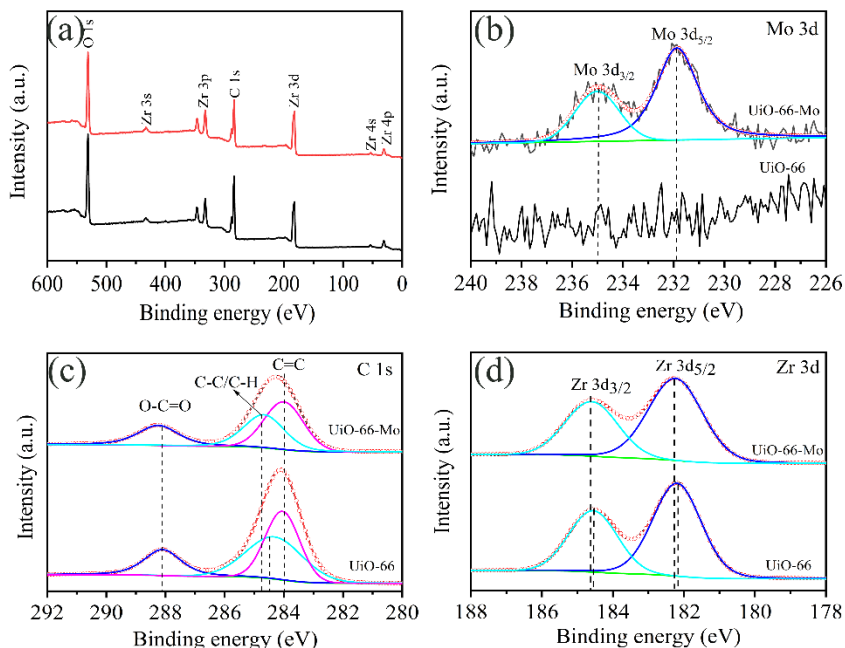 (a)
O 1s
Zr 3s
Zr 3p
C 1s
Zr 3d
Zr 4s
Zr 4p
Intensity (a.u.)
600 500 400 300 200 100 0
Binding energy (eV)
(b)
Mo 3d
Mo 3d5/2
Mo 3d3/2
UiO-66-Mo
UiO-66
Intensity (a.u.)
240 238 236 234 232 230 228 226
Binding energy (eV)
(c)
C 1s
C=C
C-C/C-H
O-C=O
UiO-66-Mo
UiO-66
Intensity (a.u.)
292 290 288 286 284 282 280
Binding energy (eV)
(d)
Zr 3d
Zr 3d5/2
Zr 3d3/2
UiO-66-Mo
UiO-66
Intensity (a.u.)
188 186 184 182 180 178
Binding energy (eV)